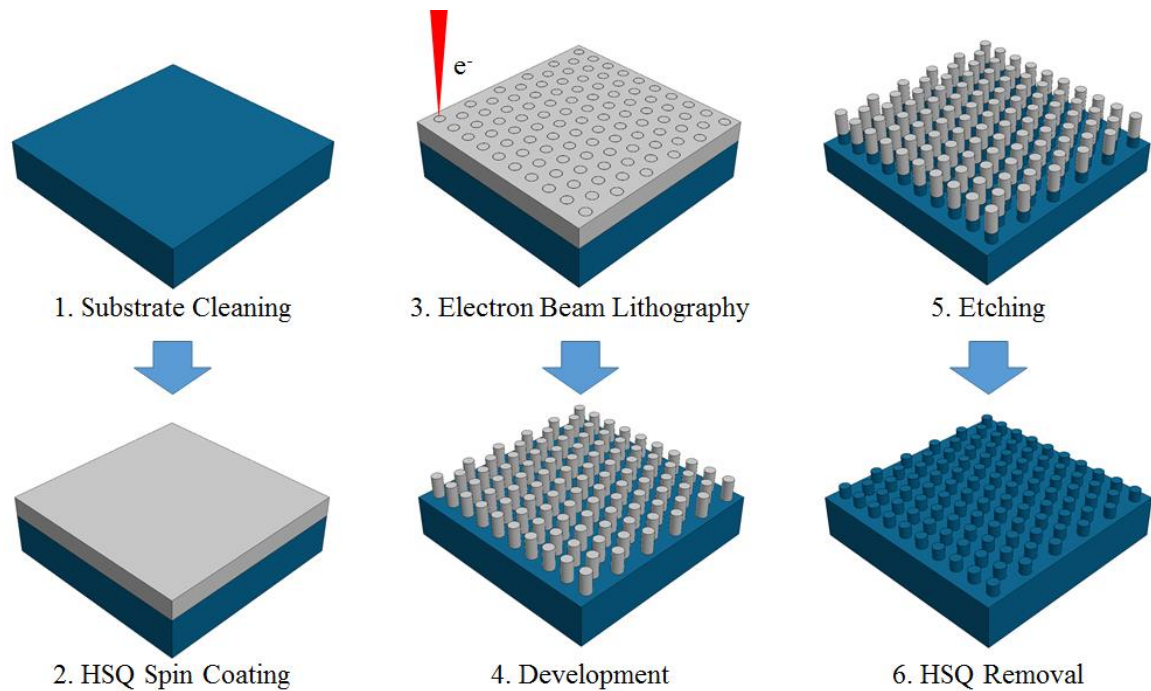 1. Substrate Cleaning
2. HSQ Spin Coating
e-
3. Electron Beam Lithography
4. Development
5. Etching
6. HSQ Removal